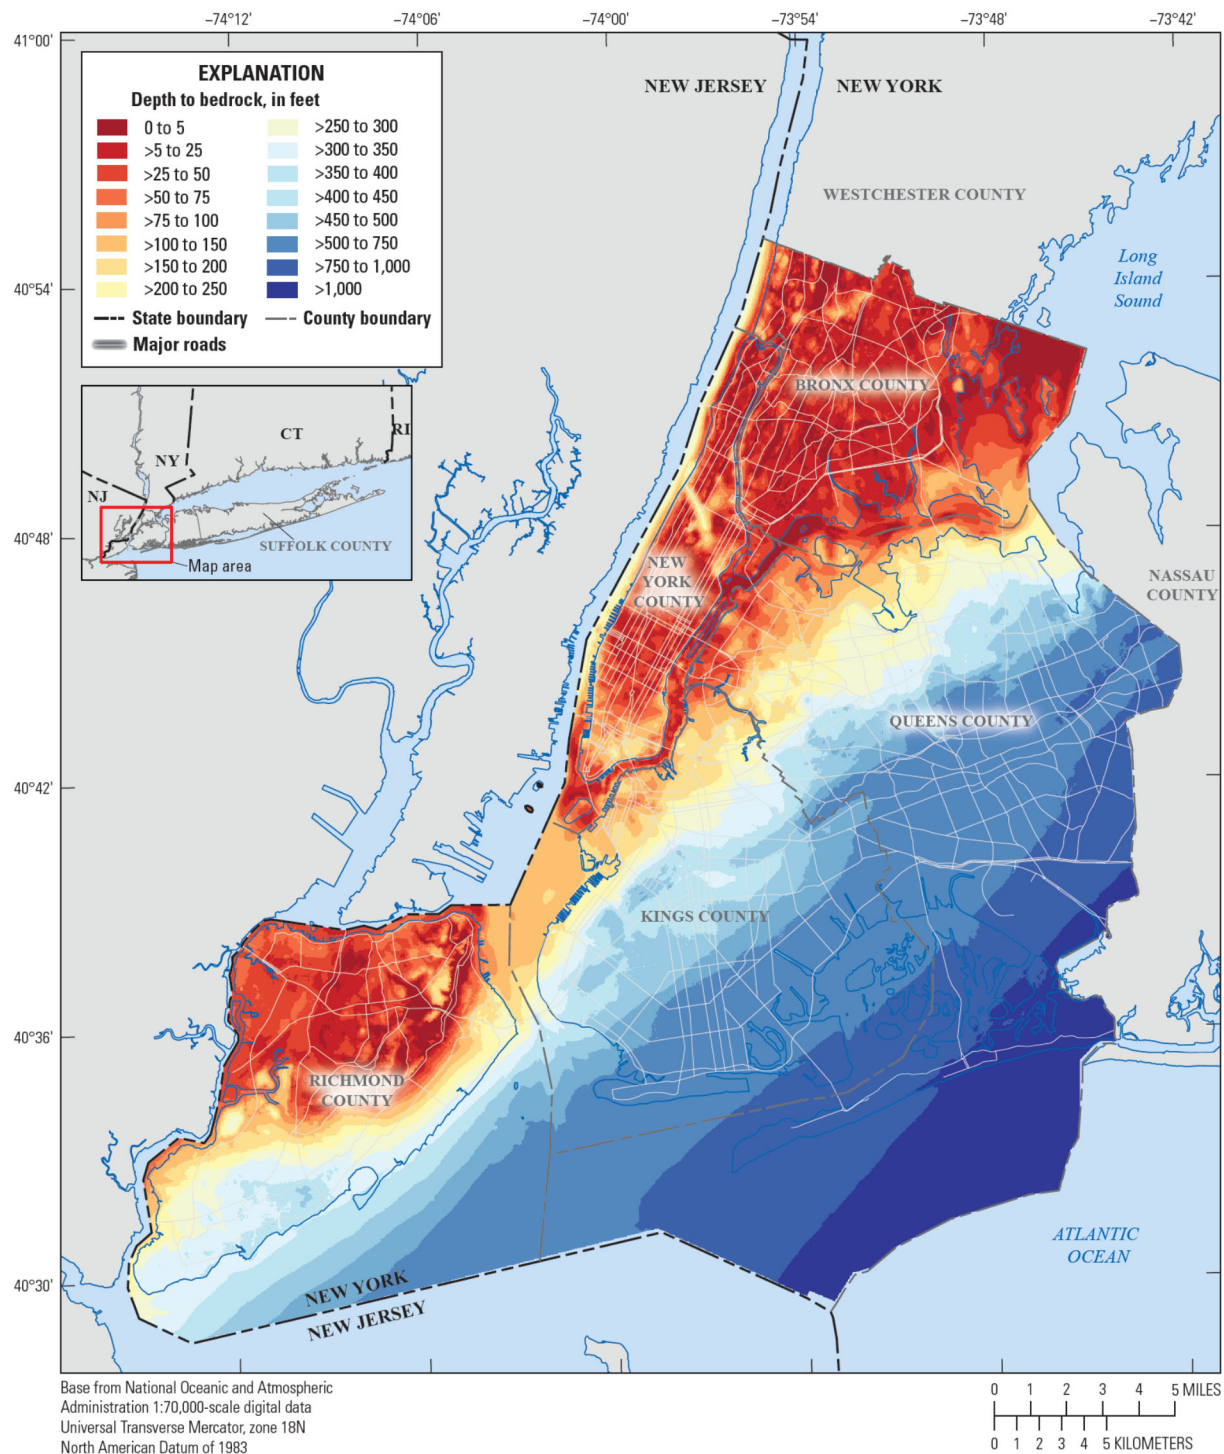 −74°12'
−74°06'
−74°00'
−73°54'
−73°48'
−73°42'
41°00'
40°54'
40°48'
40°42'
40°36'
40°30'
EXPLANATION
Depth to bedrock, in feet
0 to 5
>5 to 25
>25 to 50
>50 to 75
>75 to 100
>100 to 150
>150 to 200
>200 to 250
>250 to 300
>300 to 350
>350 to 400
>400 to 450
>450 to 500
>500 to 750
>750 to 1,000
>1,000
State boundary
County boundary
Major roads
CT
RI
NY
NJ
SUFFOLK COUNTY
Map area
NEW JERSEY
NEW YORK
WESTCHESTER COUNTY
Long
Island
Sound
BRONX COUNTY
NEW
YORK
COUNTY
NASSAU
COUNTY
QUEENS COUNTY
KINGS COUNTY
RICHMOND
COUNTY
ATLANTIC
OCEAN
NEW YORK
NEW JERSEY
Base from National Oceanic and Atmospheric
Administration 1:70,000-scale digital data
Universal Transverse Mercator, zone 18N
North American Datum of 1983
0 1 2 3 4 5 MILES
0 1 2 3 4 5 KILOMETERS